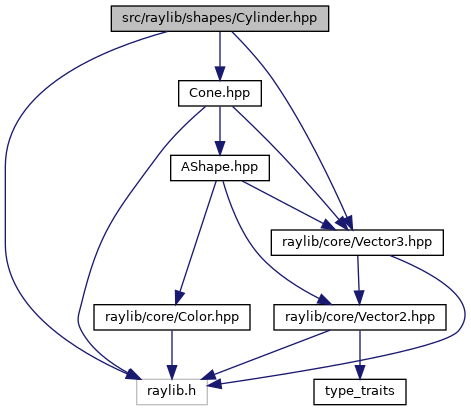 src/raylib/shapes/Cylinder.hpp
Cone.hpp
AShape.hpp
raylib/core/Vector3.hpp
raylib/core/Color.hpp
raylib/core/Vector2.hpp
raylib.h
type_traits